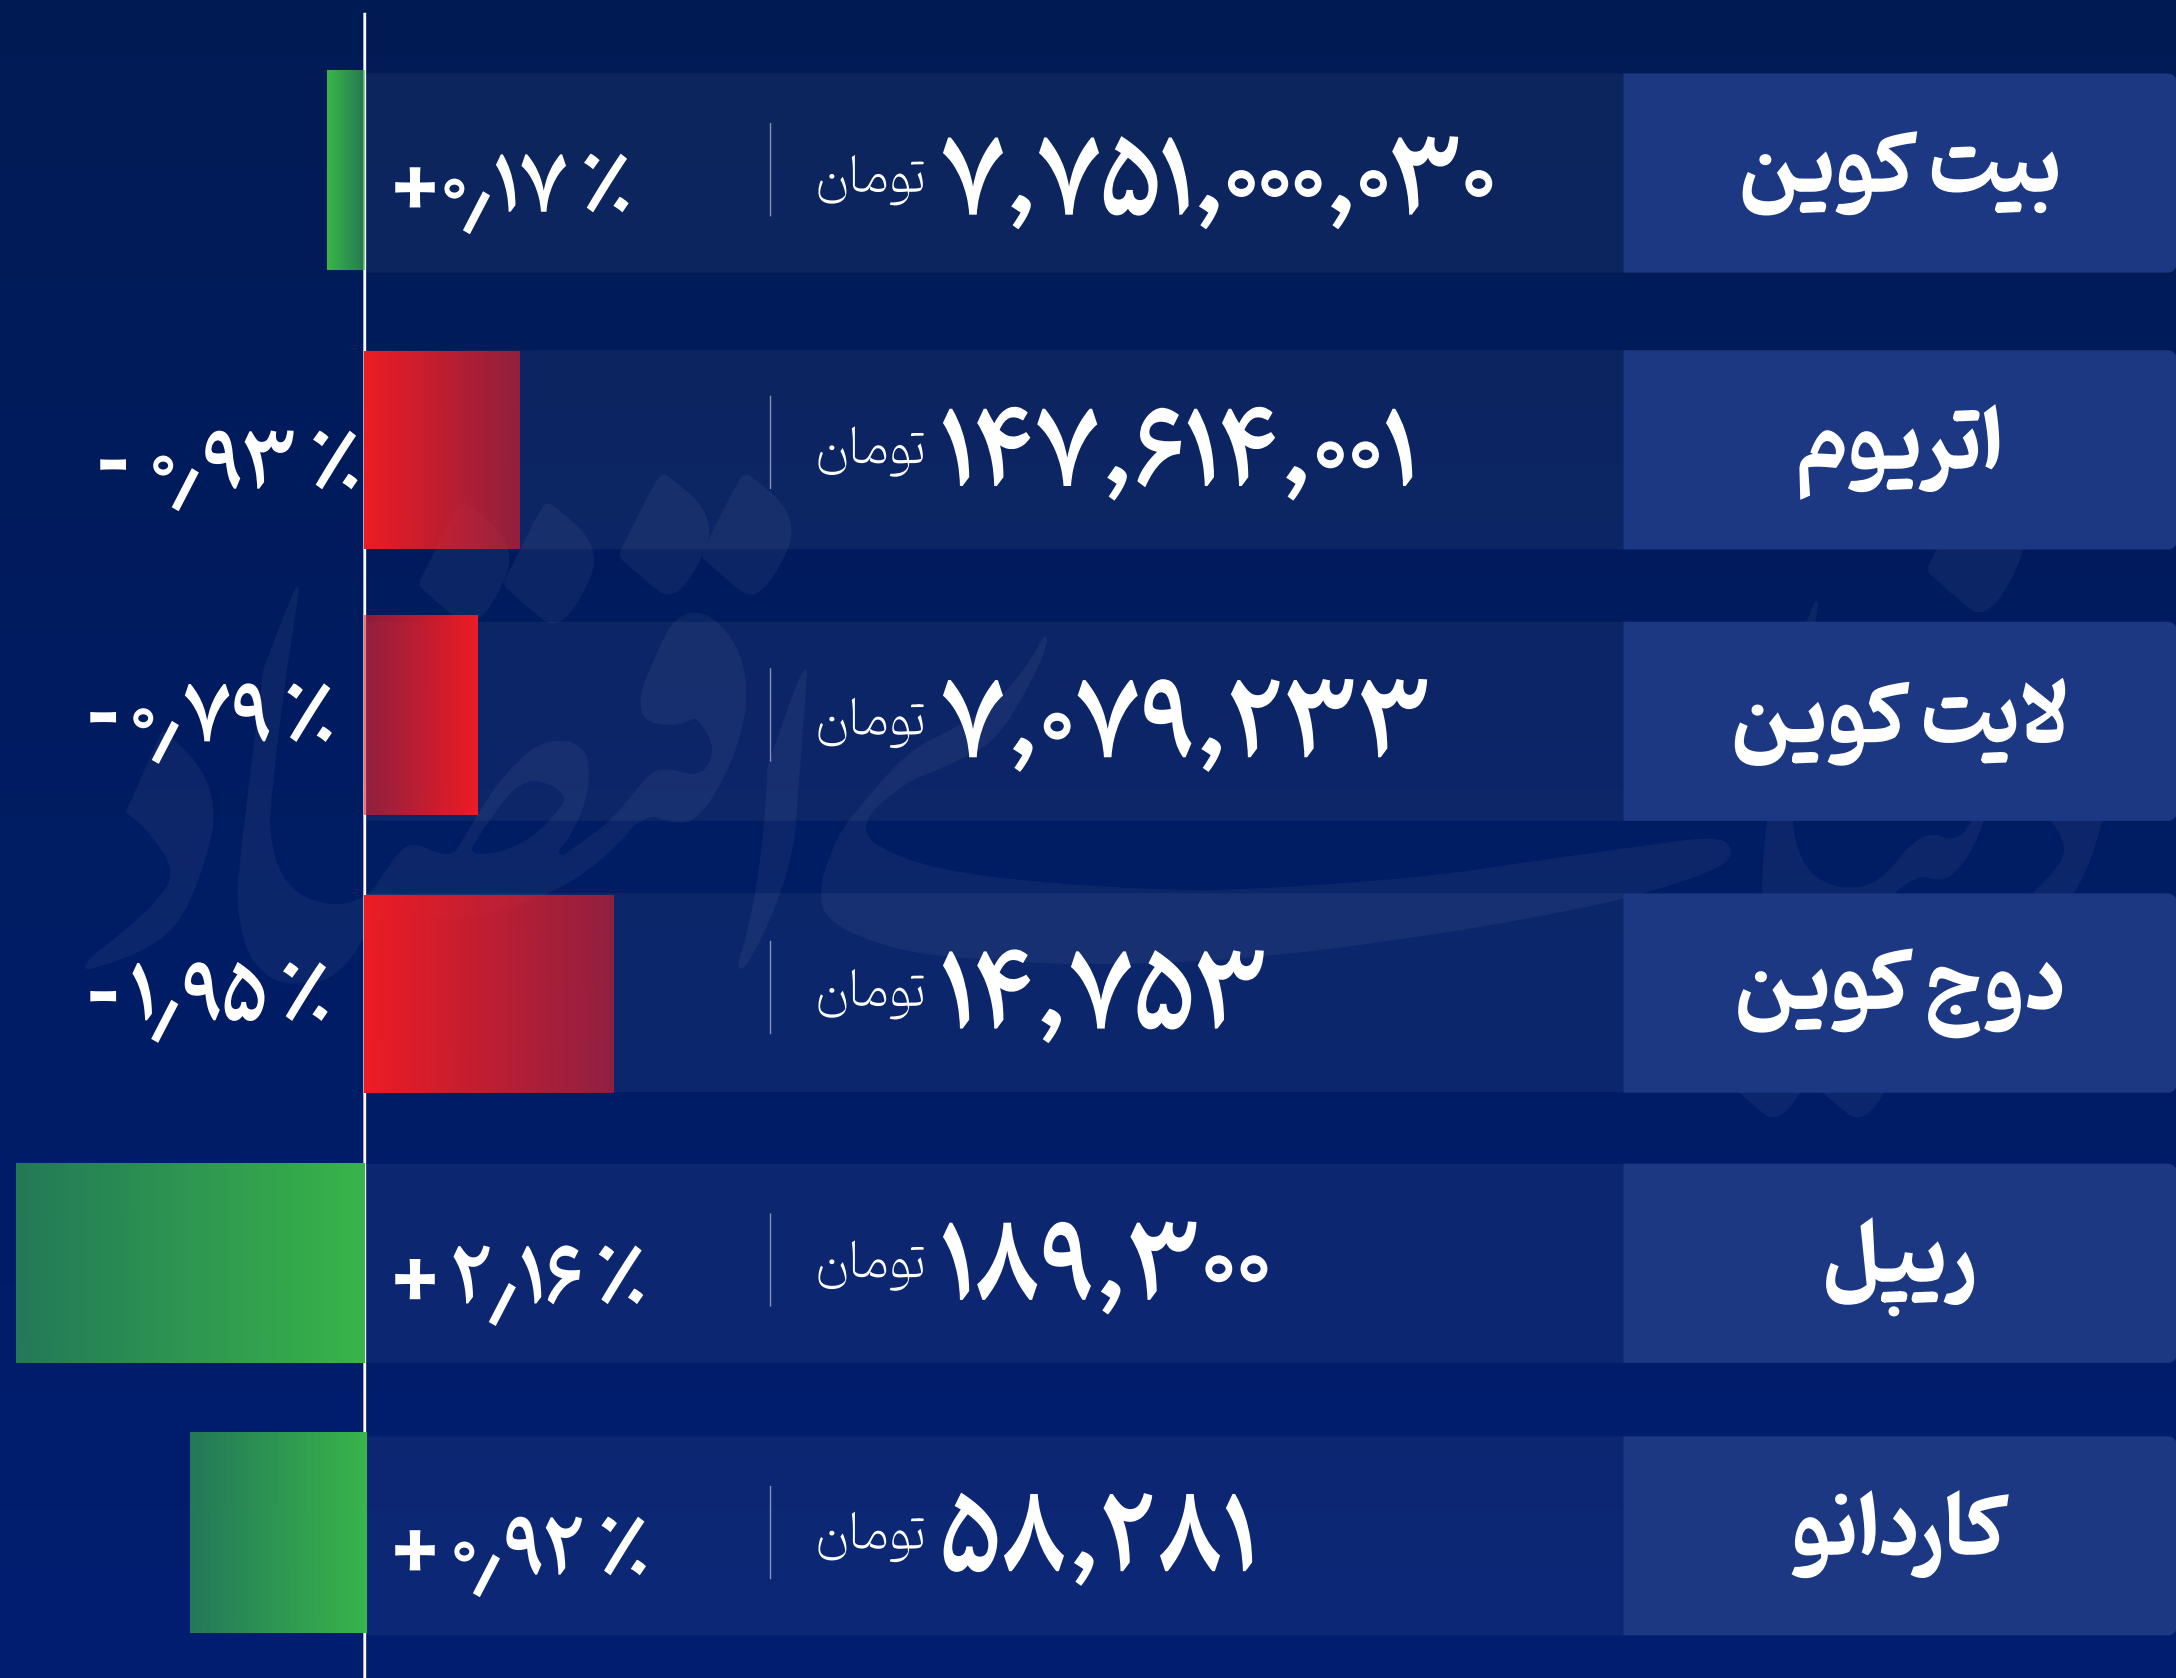 بیت کوین ۷,۷۵۱,۰۰۰,۰۳۰ تومان +۰٫۱۷٪
اتریوم ۱۴۷,۶۱۴,۰۰۱ تومان -۰٫۹۳٪
لایت کوین ۷,۰۷۹,۲۳۳ تومان -۰٫۷۹٪
دوج کوین ۱۴,۷۵۳ تومان -۱٫۹۵٪
ریپل ۱۸۹,۳۰۰ تومان +۲٫۱۶٪
کاردانو ۵۸,۲۸۱ تومان +۰٫۹۲٪
دنیای اقتصاد